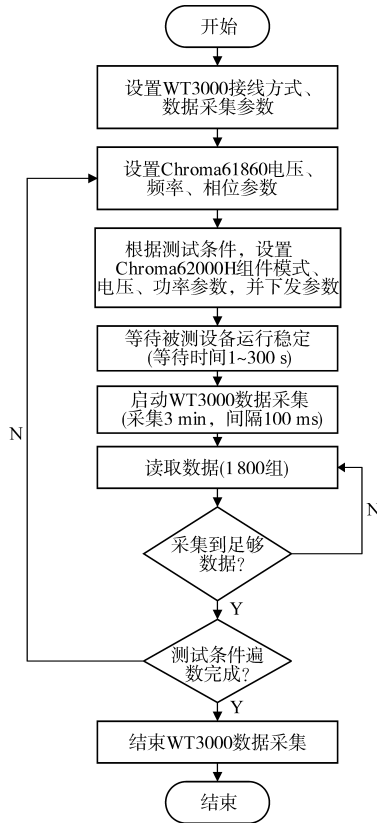 开始
设置WT3000接线方式、
数据采集参数
设置Chroma61860电压、
频率、相位参数
根据测试条件，设置
Chroma62000H组件模式、
电压、功率参数，并下发参数
等待被测设备运行稳定
(等待时间1~300 s)
启动WT3000数据采集
(采集3 min，间隔100 ms)
N
读取数据(1 800组)
N
采集到足够
数据?
Y
测试条件遍
数完成?
Y
结束WT3000数据采集
结束